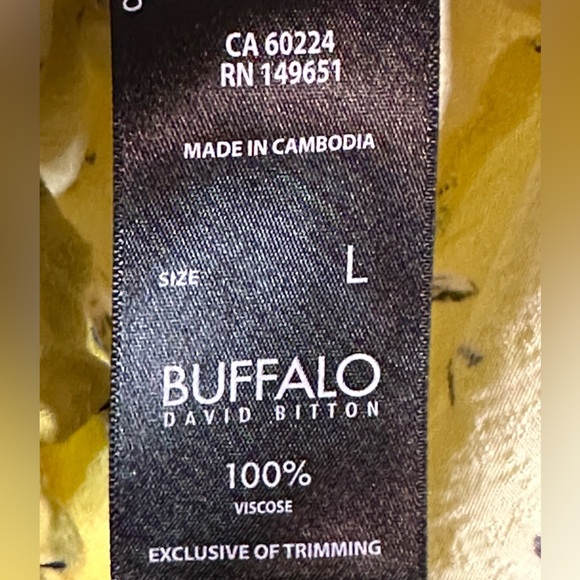 CA 60224
RN 149651
MADE IN CAMBODIA
SIZE L
BUFFALO
DAVID BITTON
100%
VISCOSE
EXCLUSIVE OF TRIMMING